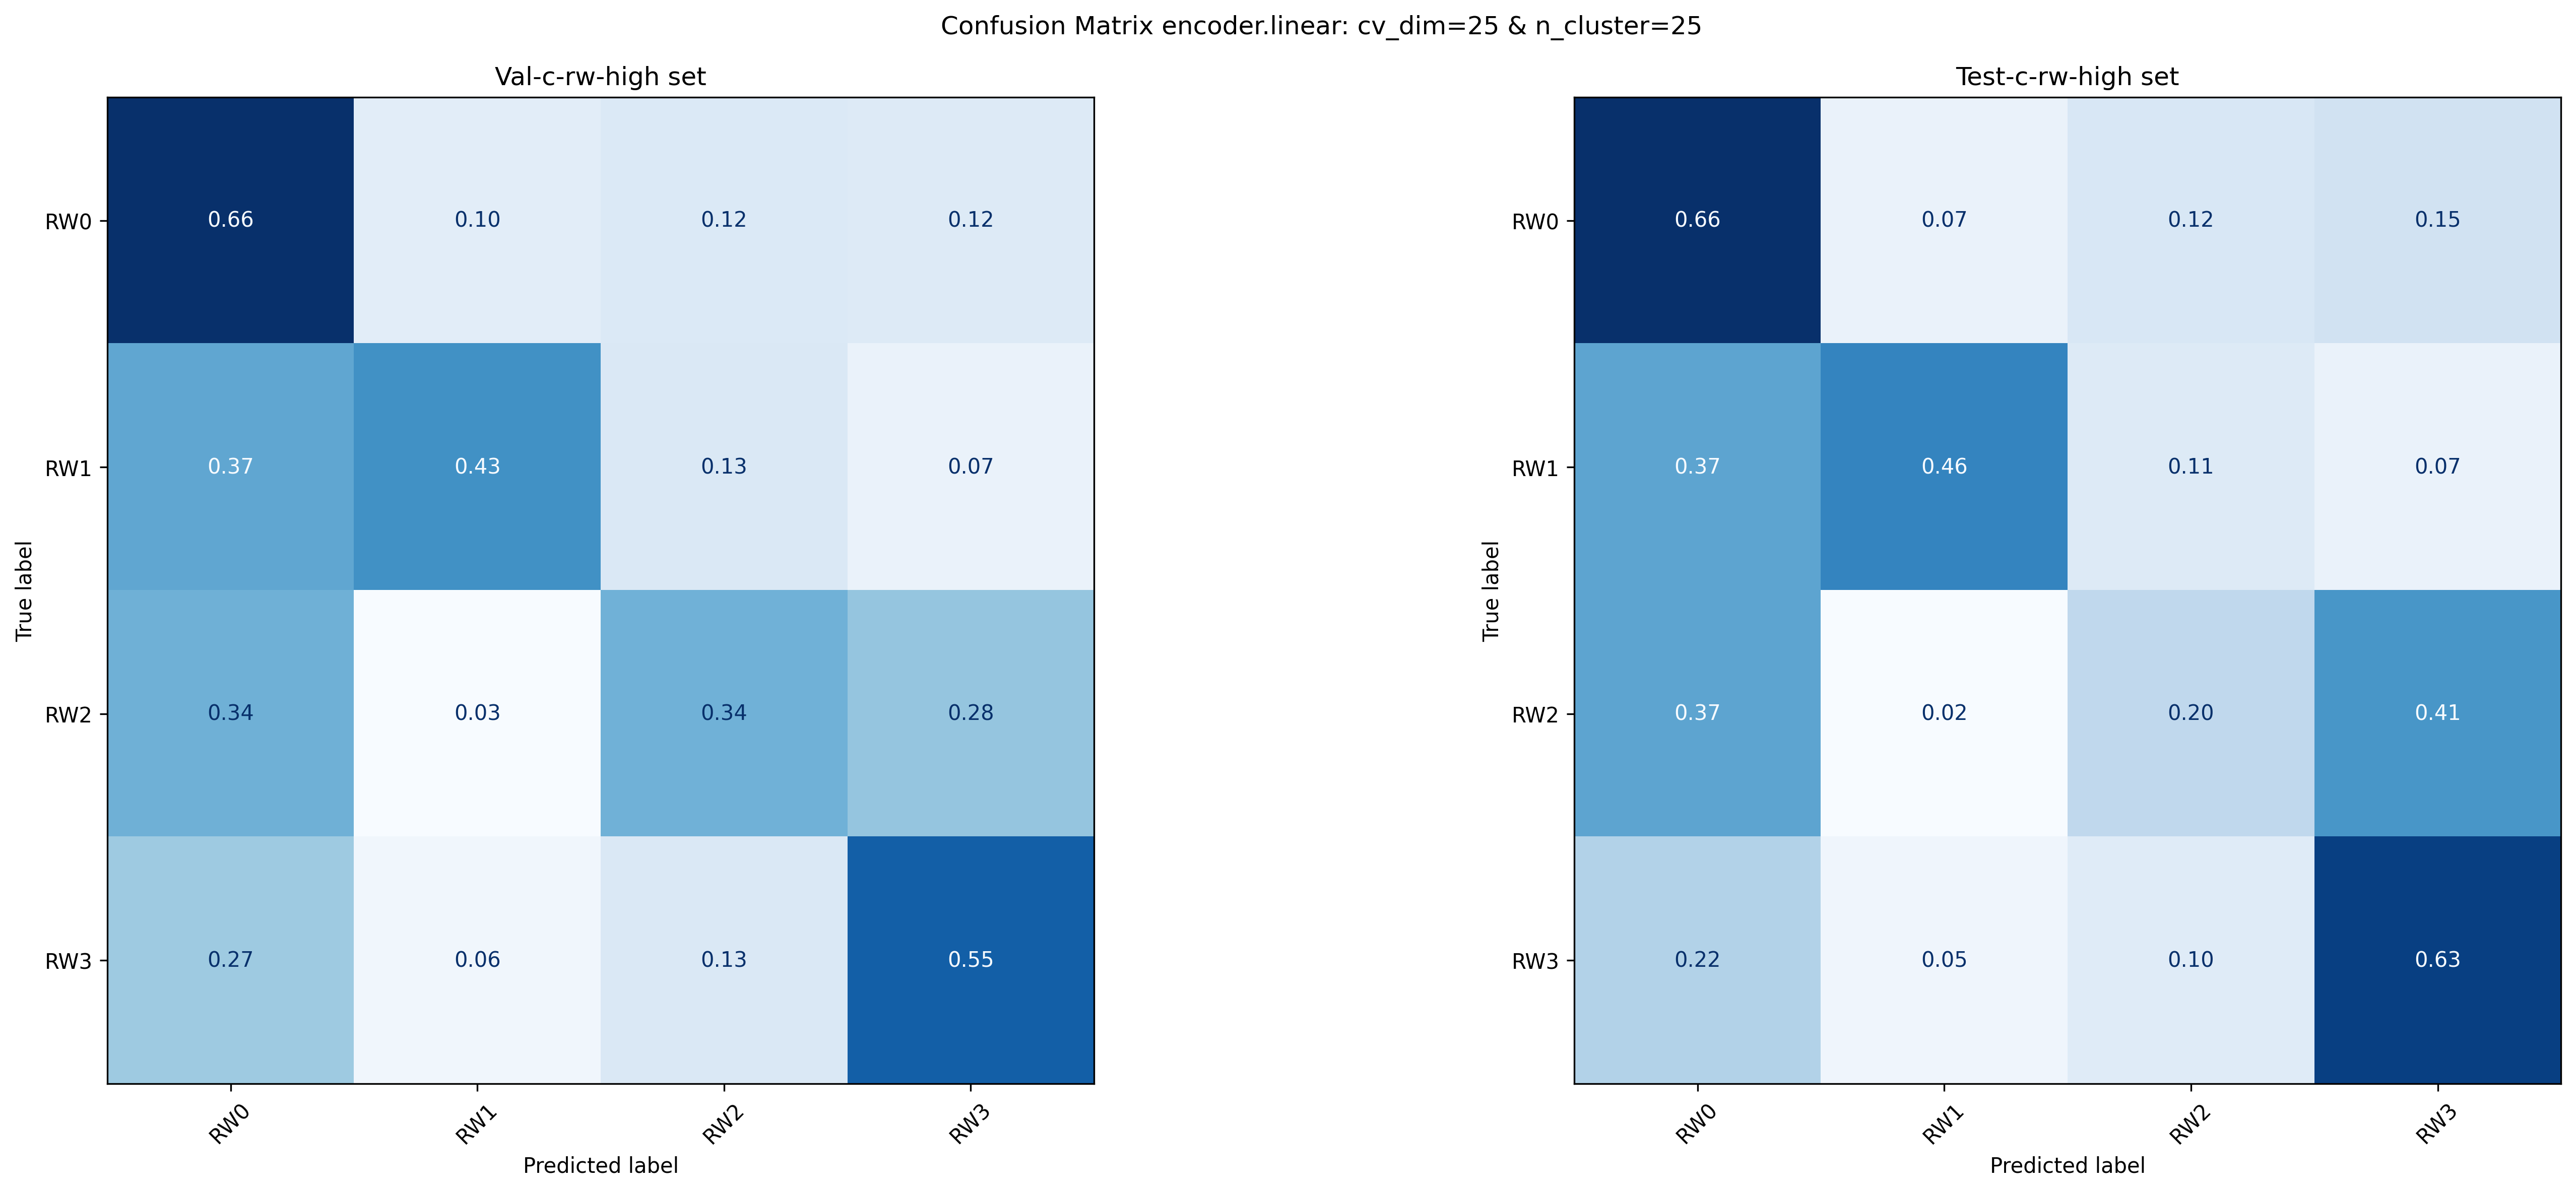 Confusion Matrix encoder.linear: cv_dim=25 & n_cluster=25
Val-c-rw-high set
True label
RW0 0.66 0.10 0.12 0.12
RW1 0.37 0.43 0.13 0.07
RW2 0.34 0.03 0.34 0.28
RW3 0.27 0.06 0.13 0.55
RW0 RW1 RW2 RW3
Predicted label
Test-c-rw-high set
True label
RW0 0.66 0.07 0.12 0.15
RW1 0.37 0.46 0.11 0.07
RW2 0.37 0.02 0.20 0.41
RW3 0.22 0.05 0.10 0.63
RW0 RW1 RW2 RW3
Predicted label